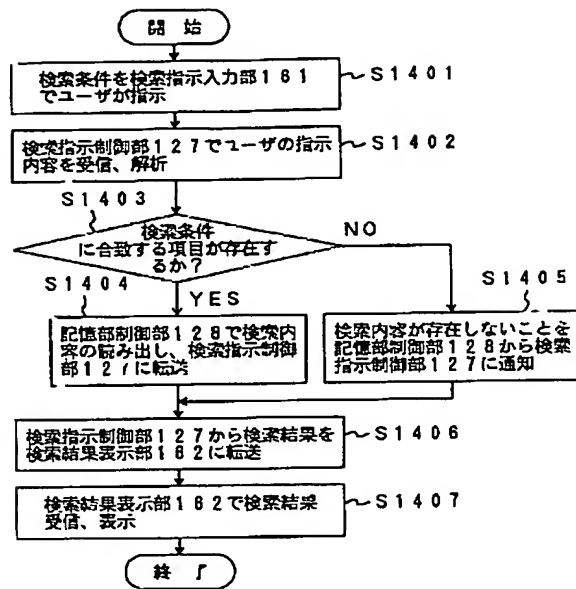 開 始
検索条件を検索指示入力部161
でユーザが指示
S1401
検索指示制御部127でユーザの指示
内容を受信、解析
S1402
S1403
検索条件
に合致する項目が存在す
るか?
NO
S1404
YES
S1405
記憶部制御部128で検索内
容の読み出し、検索指示制御
部127に転送
検索内容が存在しないことを
記憶部制御部128から検索
指示制御部127に通知
検索指示制御部127から検索結果を
検索結果表示部162に転送
S1406
検索結果表示部162で検索結果
受信、表示
S1407
終 了